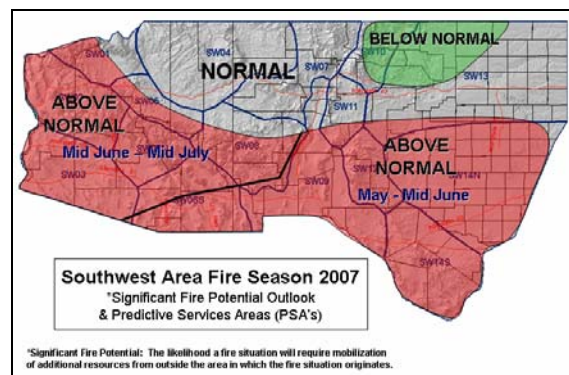 BELOW NORMAL
SW10
SW01
SW04
NORMAL
SW07
SW13
SW11
ABOVE
NORMAL
Mid June - Mid July
SW03
SW08
SW09
ABOVE
NORMAL
SW14N
May - Mid June
SW14S
Southwest Area Fire Season 2007
*Significant Fire Potential Outlook
& Predictive Services Areas (PSA's)
*Significant Fire Potential: The likelihood a fire situation will require mobilization
of additional resources from outside the area in which the fire situation originates.